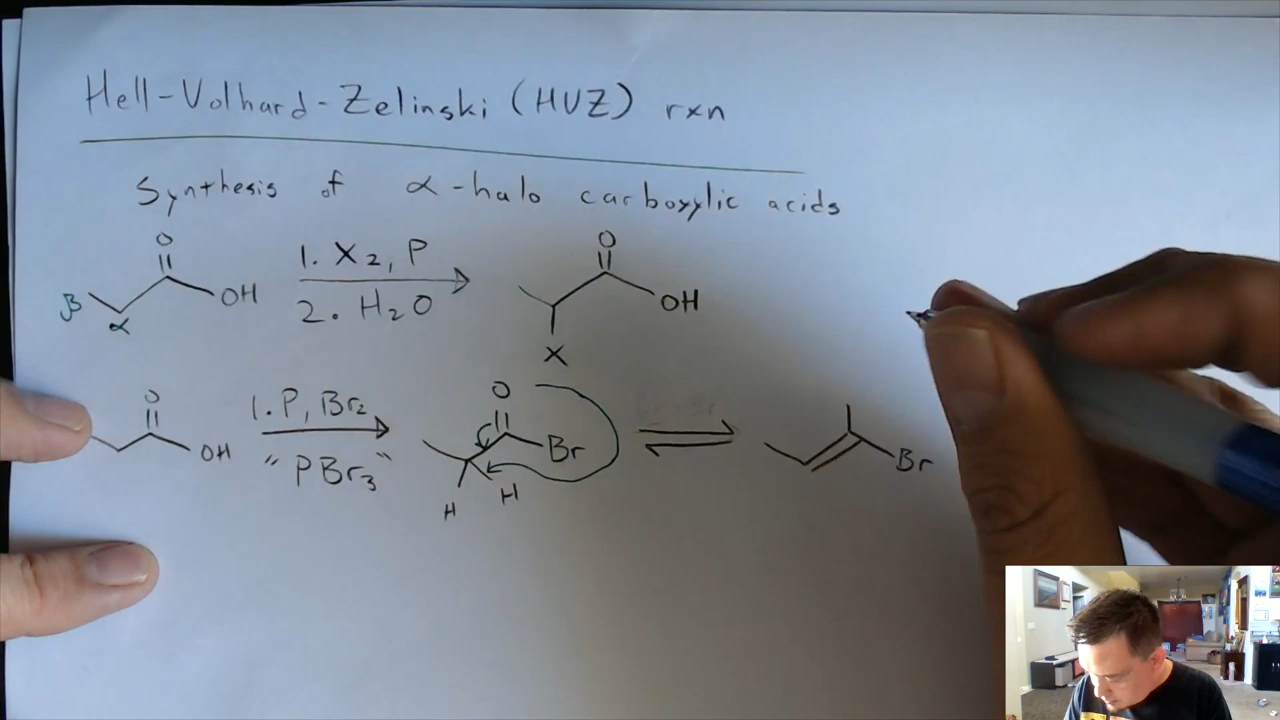 Hell-Volhard-Zelinski (HVZ) rxn
Synthesis of α-halo carboxylic acids
O
1. X2, P
O
β
α
OH
2. H2O
OH
X
O
1. P, Br2
O
OH
"PBr3"
Br
Br
H
H